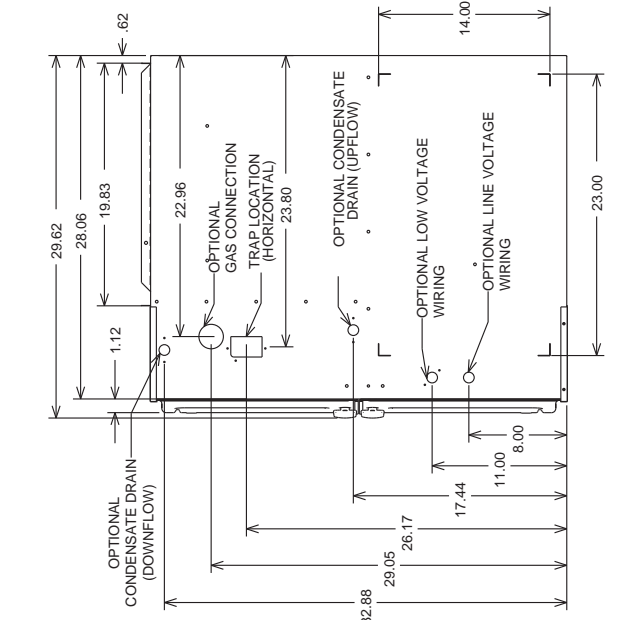 .62
29.62
28.06
19.83
1.12
22.96
23.80
14.00
23.00
OPTIONAL
GAS CONNECTION
TRAP LOCATION
(HORIZONTAL)
OPTIONAL CONDENSATE
DRAIN (UPFLOW)
OPTIONAL LOW VOLTAGE
WIRING
OPTIONAL LINE VOLTAGE
WIRING
OPTIONAL
CONDENSATE DRAIN
(DOWNFLOW)
8.00
11.00
17.44
26.17
29.05
32.88